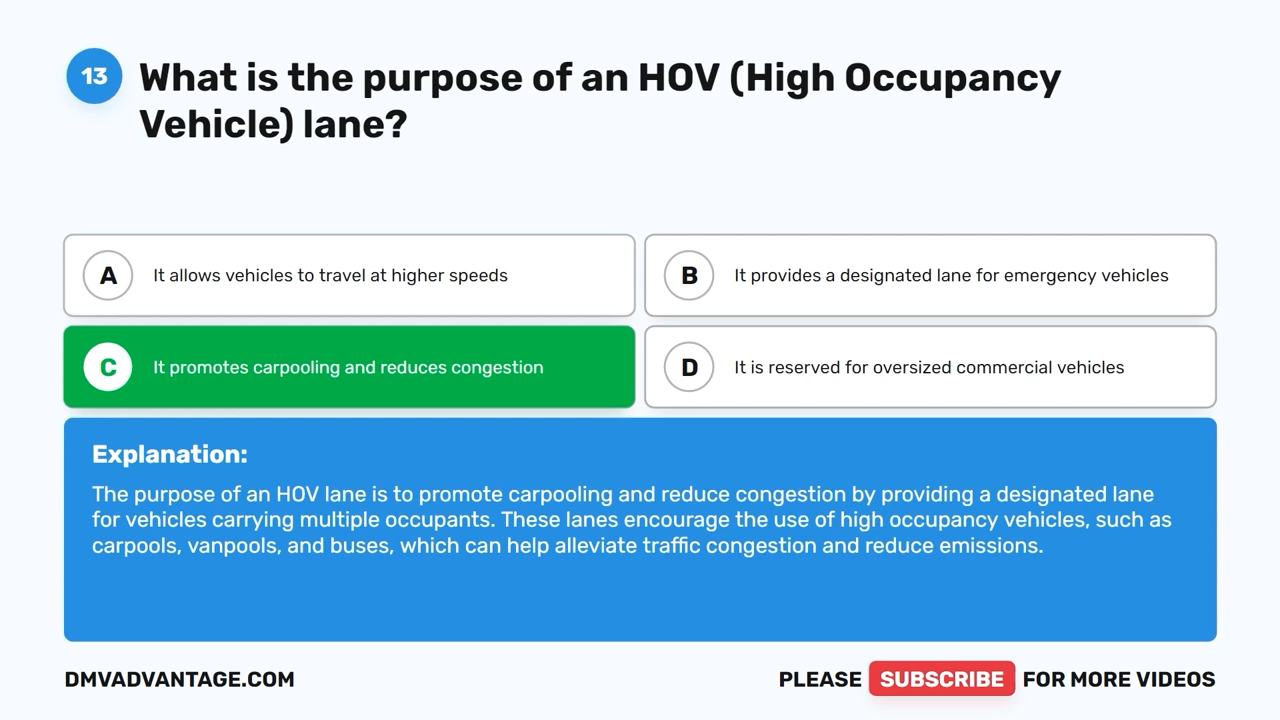 13
What is the purpose of an HOV (High Occupancy
Vehicle) lane?
A It allows vehicles to travel at higher speeds
B It provides a designated lane for emergency vehicles
C It promotes carpooling and reduces congestion
D It is reserved for oversized commercial vehicles
Explanation:
The purpose of an HOV lane is to promote carpooling and reduce congestion by providing a designated lane
for vehicles carrying multiple occupants. These lanes encourage the use of high occupancy vehicles, such as
carpools, vanpools, and buses, which can help alleviate traffic congestion and reduce emissions.
DMVADVANTAGE.COM
PLEASE SUBSCRIBE FOR MORE VIDEOS